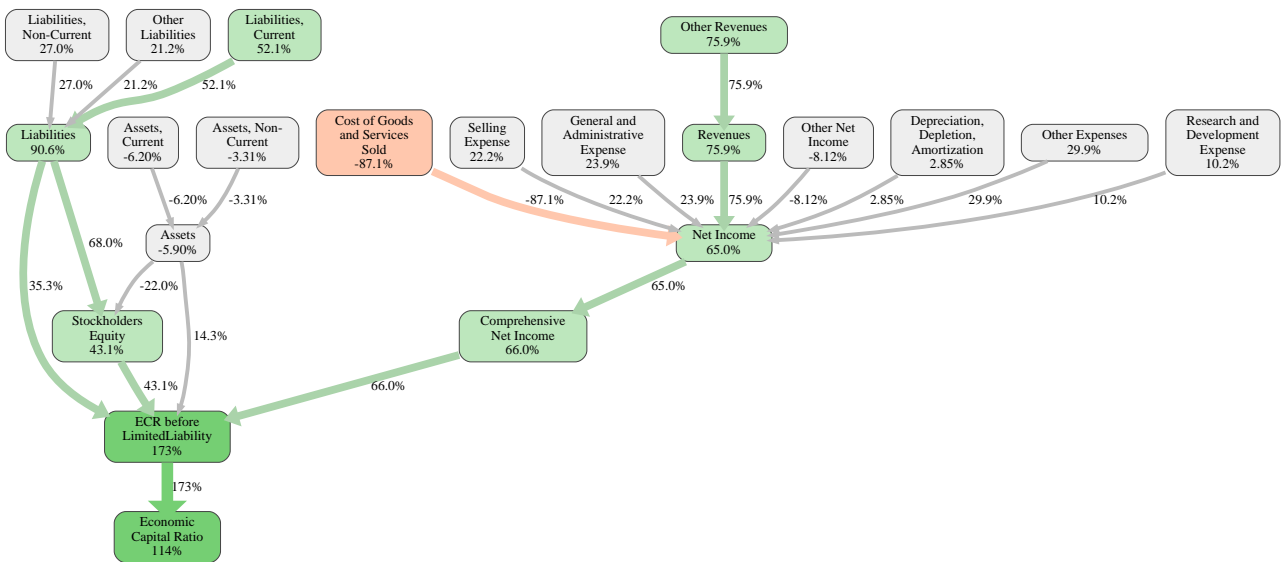 Liabilities,
Non-Current
27.0%
Other
Liabilities
21.2%
Liabilities,
Current
52.1%
Other Revenues
75.9%
27.0%
21.2%
52.1%
75.9%
Liabilities
90.6%
Assets,
Current
-6.20%
Assets, Non-
Current
-3.31%
Cost of Goods
and Services
Sold
-87.1%
Selling
Expense
22.2%
General and
Administrative
Expense
23.9%
Revenues
75.9%
Other Net
Income
-8.12%
Depreciation,
Depletion,
Amortization
2.85%
Other Expenses
29.9%
Research and
Development
Expense
10.2%
-6.20%
-3.31%
-87.1%
22.2%
23.9%
75.9%
-8.12%
2.85%
29.9%
10.2%
Assets
-5.90%
Net Income
65.0%
68.0%
35.3%
-22.0%
14.3%
65.0%
Stockholders
Equity
43.1%
Comprehensive
Net Income
66.0%
43.1%
66.0%
ECR before
LimitedLiability
173%
173%
Economic
Capital Ratio
114%